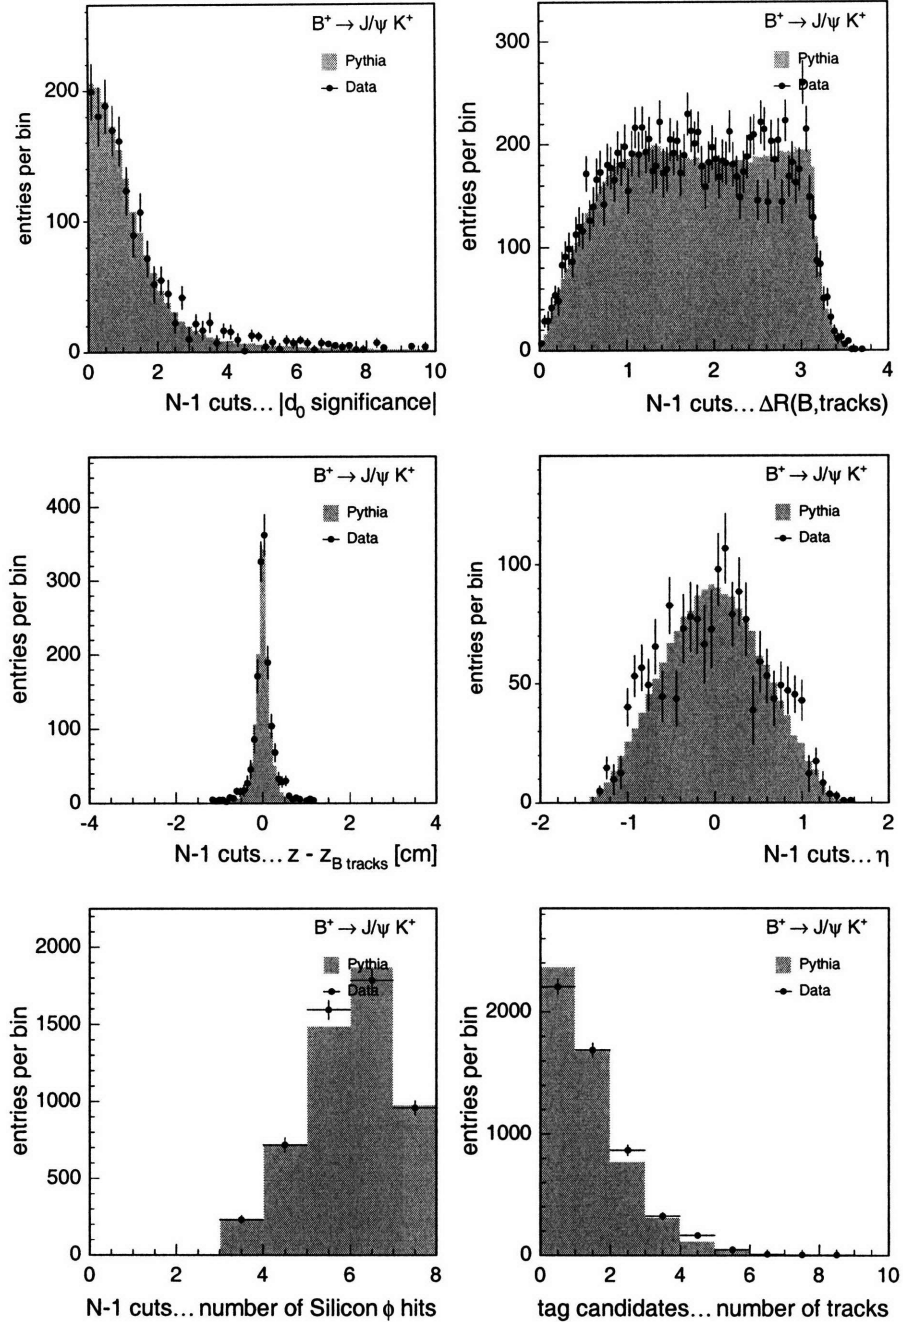 B⁺ → J/ψ K⁺
Pythia
Data
entries per bin
200
100
0
0 2 4 6 8 10
N-1 cuts... |d₀ significance|
B⁺ → J/ψ K⁺
Pythia
Data
entries per bin
300
200
100
0
0 1 2 3 4
N-1 cuts... ΔR(B,tracks)
B⁺ → J/ψ K⁺
Pythia
Data
entries per bin
400
300
200
100
0
-4 -2 0 2 4
N-1 cuts... z - z_B tracks [cm]
B⁺ → J/ψ K⁺
Pythia
Data
entries per bin
100
50
0
-2 -1 0 1 2
N-1 cuts... η
B⁺ → J/ψ K⁺
Pythia
Data
entries per bin
2000
1500
1000
500
0
0 2 4 6 8
N-1 cuts... number of Silicon ϕ hits
B⁺ → J/ψ K⁺
Pythia
Data
entries per bin
2000
1000
0
0 2 4 6 8 10
tag candidates... number of tracks